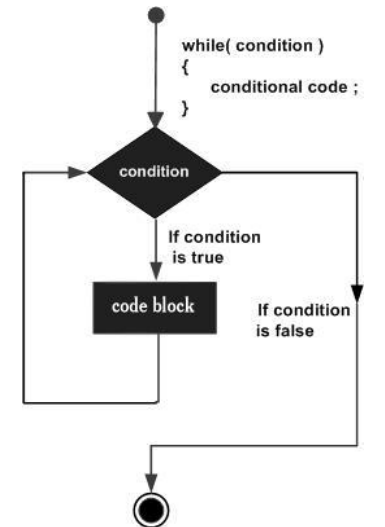 while( condition )
{
conditional code ;
}
condition
If condition
is true
code block
If condition
is false